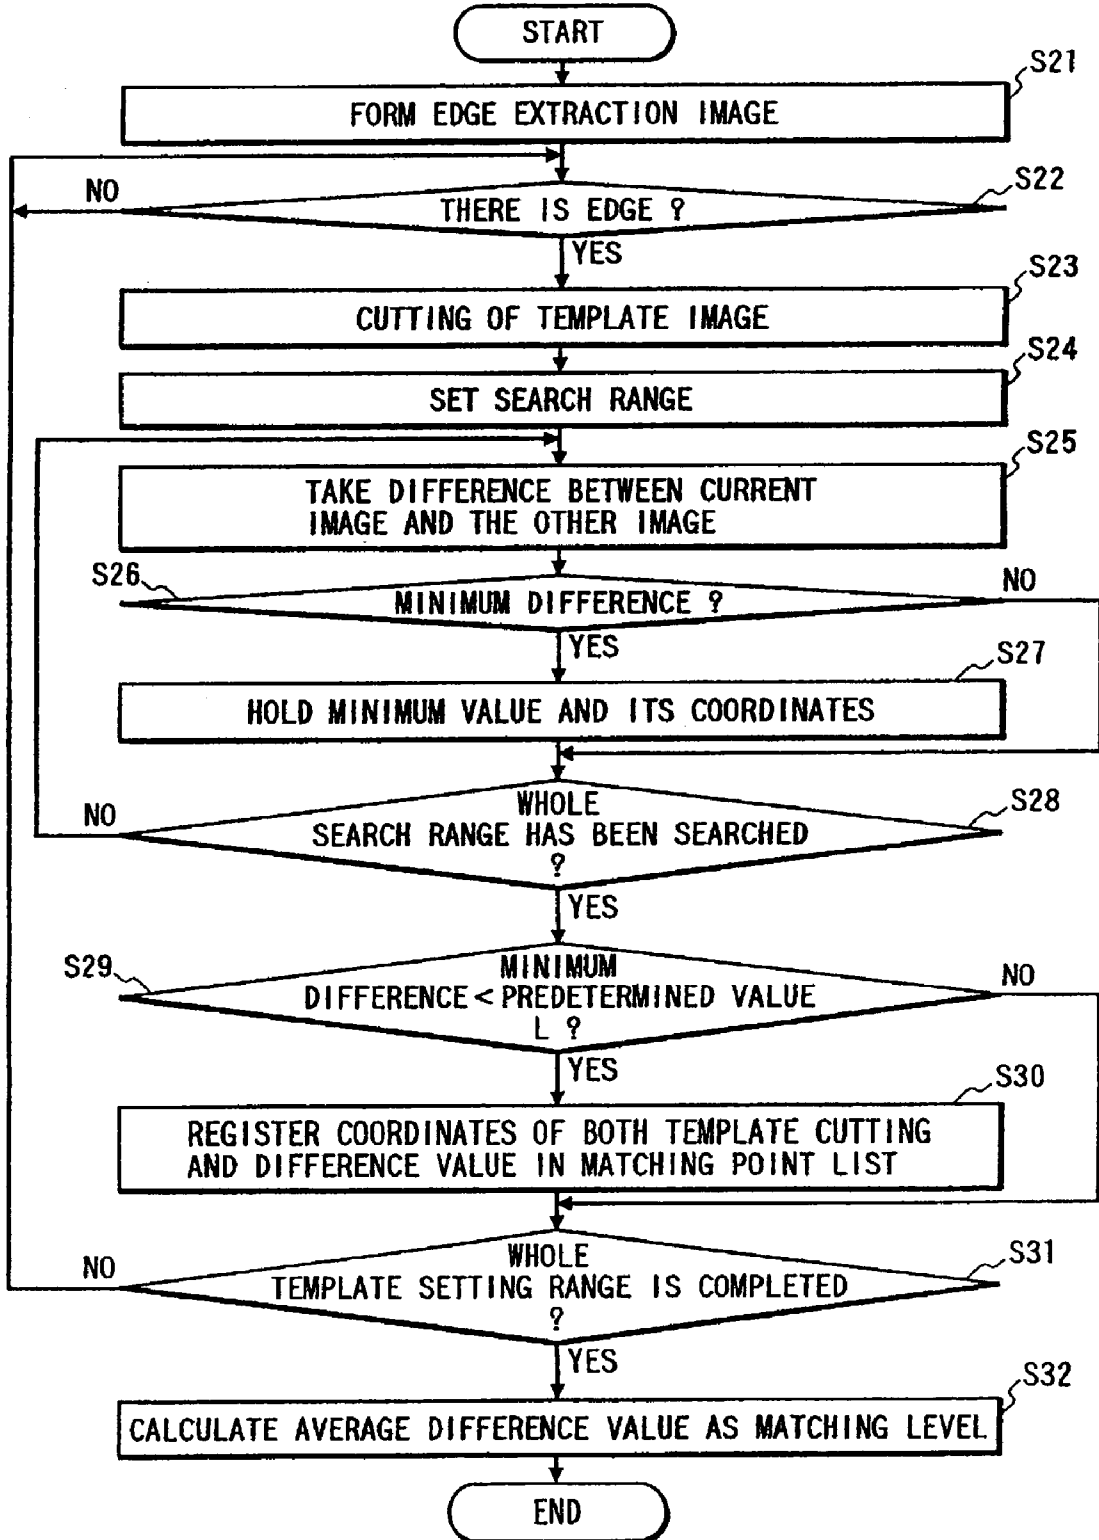 START
S21
FORM EDGE EXTRACTION IMAGE
NO
S22
THERE IS EDGE ?
YES
S23
CUTTING OF TEMPLATE IMAGE
S24
SET SEARCH RANGE
S25
TAKE DIFFERENCE BETWEEN CURRENT
IMAGE AND THE OTHER IMAGE
S26
NO
MINIMUM DIFFERENCE ?
YES
S27
HOLD MINIMUM VALUE AND ITS COORDINATES
NO
WHOLE
S28
SEARCH RANGE HAS BEEN SEARCHED
?
YES
S29
MINIMUM
NO
DIFFERENCE < PREDETERMINED VALUE
L ?
YES
S30
REGISTER COORDINATES OF BOTH TEMPLATE CUTTING
AND DIFFERENCE VALUE IN MATCHING POINT LIST
NO
WHOLE
S31
TEMPLATE SETTING RANGE IS COMPLETED
?
YES
S32
CALCULATE AVERAGE DIFFERENCE VALUE AS MATCHING LEVEL
END